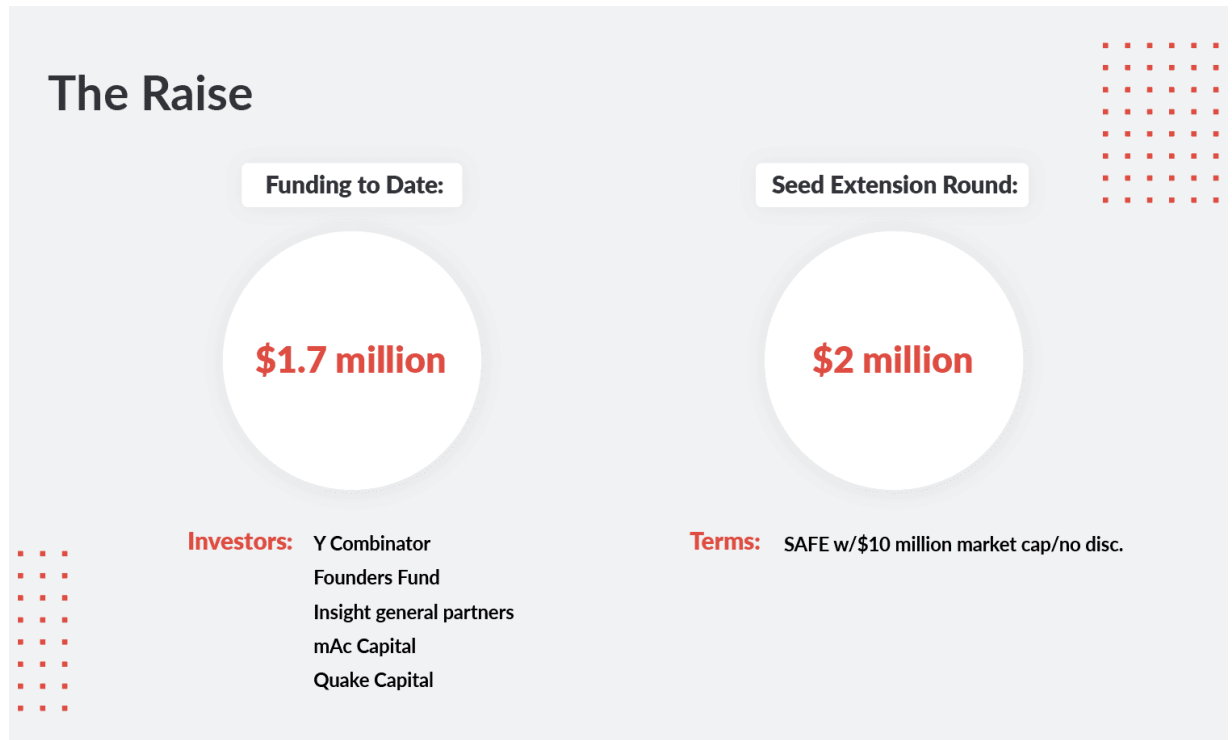 The Raise
Funding to Date:
$1.7 million
Investors: Y Combinator
Founders Fund
Insight general partners
mAc Capital
Quake Capital
Seed Extension Round:
$2 million
Terms: SAFE w/$10 million market cap/no disc.